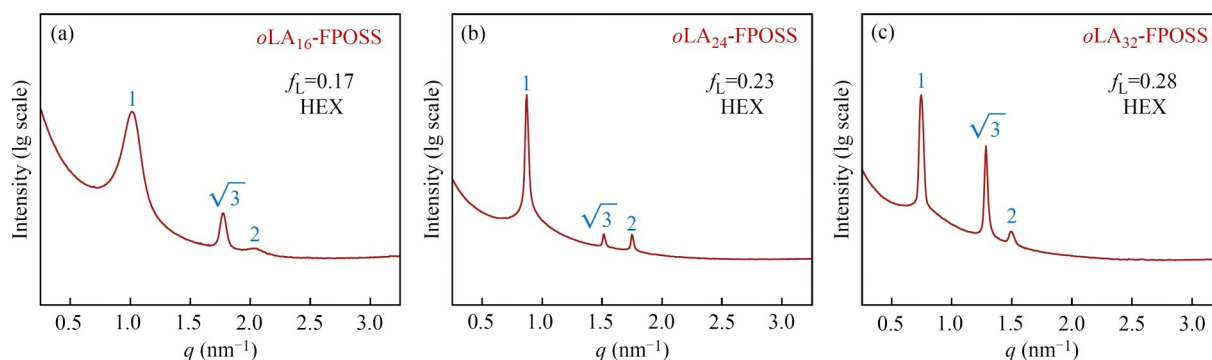 (a)
oLA₁₆-FPOSS
f_L=0.17
HEX
1
√3
2
Intensity (lg scale)
0.5 1.0 1.5 2.0 2.5 3.0
q (nm⁻¹)
(b)
oLA₂₄-FPOSS
f_L=0.23
HEX
1
√3
2
Intensity (lg scale)
0.5 1.0 1.5 2.0 2.5 3.0
q (nm⁻¹)
(c)
oLA₃₂-FPOSS
f_L=0.28
HEX
1
√3
2
Intensity (lg scale)
0.5 1.0 1.5 2.0 2.5 3.0
q (nm⁻¹)